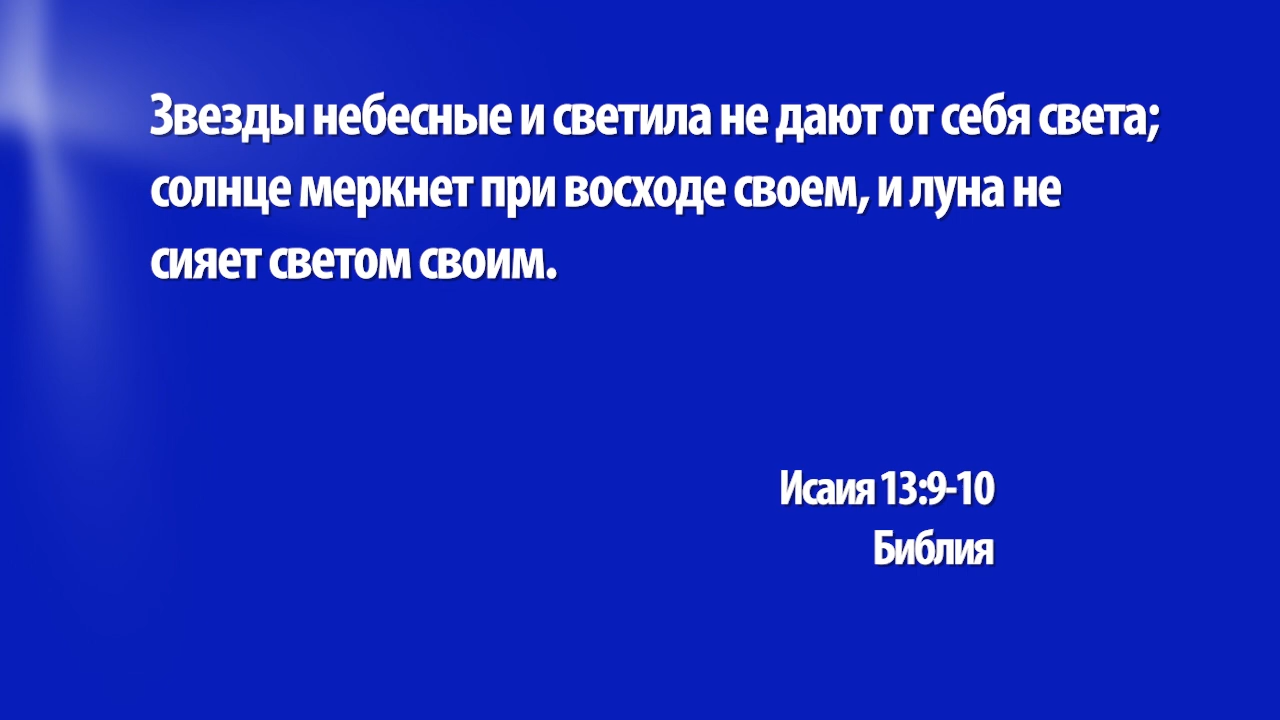 Звезды небесные и светила не дают от себя света;
солнце меркнет при восходе своем, и луна не
сияет светом своим.
Исаия 13:9-10
Библия